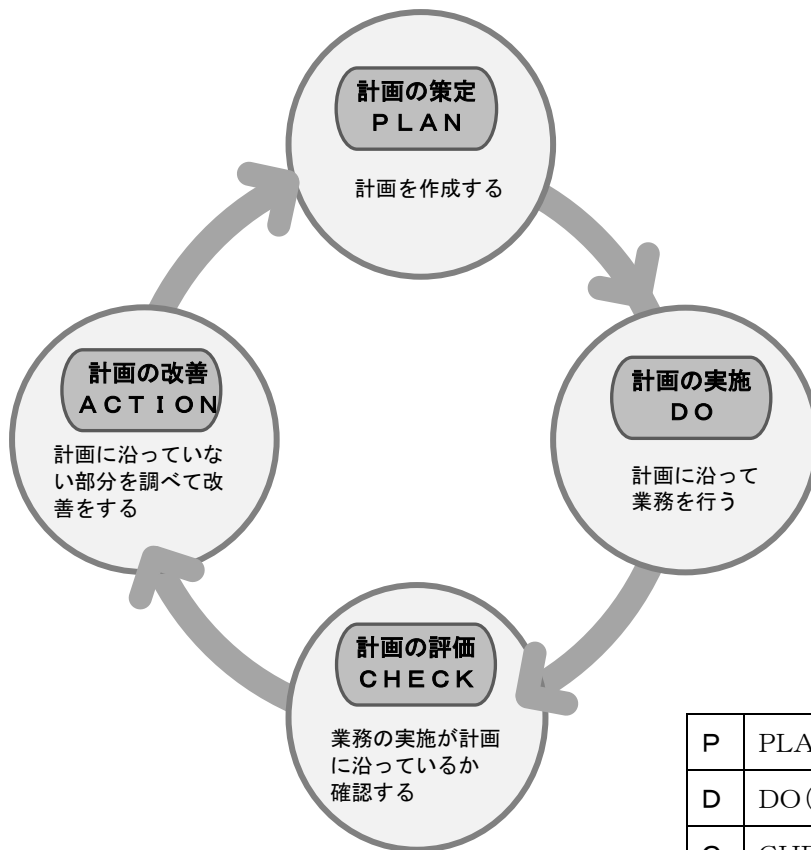 計画の策定
ＰＬＡＮ
計画を作成する
計画の実施
ＤＯ
計画に沿って
業務を行う
計画の評価
ＣＨＥＣＫ
業務の実施が計画
に沿っているか
確認する
計画の改善
ＡＣＴＩＯＮ
計画に沿っていな
い部分を調べて改
善をする
Ｐ PLA
Ｄ DO(